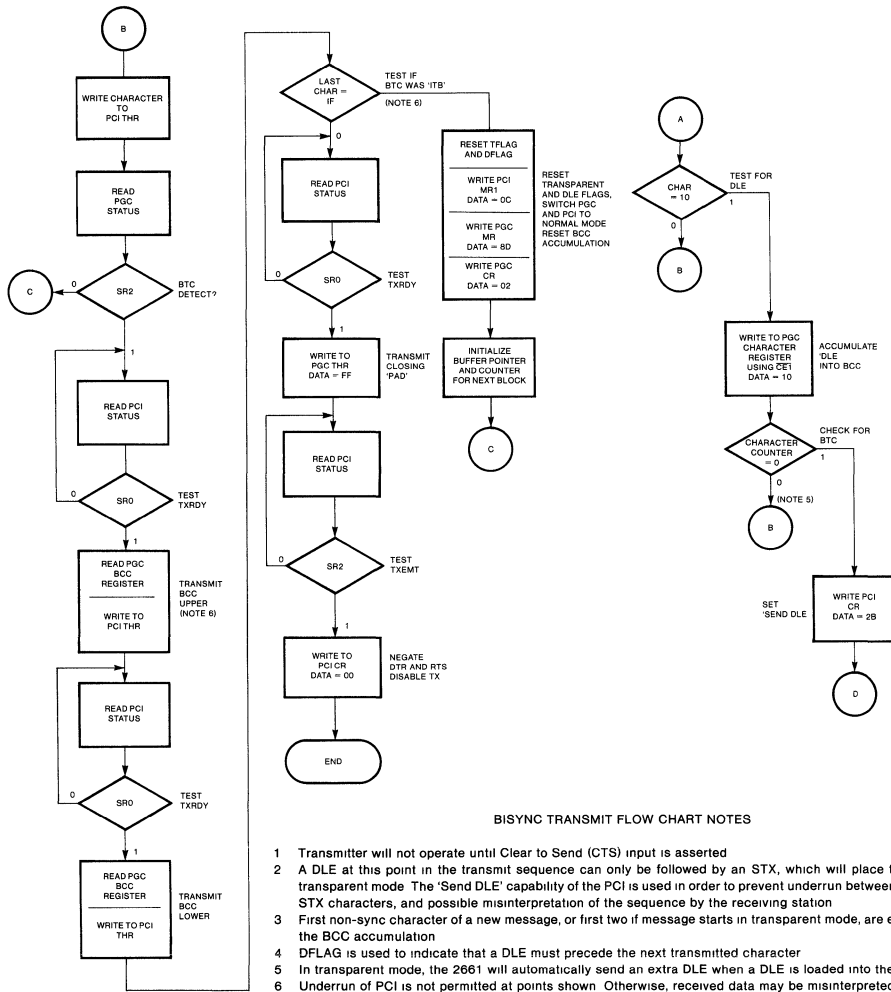 B
WRITE CHARACTER
TO
PCI THR
READ
PGC
STATUS
0
SR2
BTC
DETECT?
C
1
READ PCI
STATUS
0
SR0
TEST
TXRDY
1
READ PGC
BCC
REGISTER
WRITE TO
PCI THR
TRANSMIT
BCC
UPPER
(NOTE 6)
READ PCI
STATUS
0
SR0
TEST
TXRDY
1
READ PGC
BCC
REGISTER
WRITE TO PCI
THR
TRANSMIT
BCC
LOWER
LAST
CHAR =
IF
TEST IF
BTC WAS 'ITB'
(NOTE 6)
0
READ PCI
STATUS
0
SR0
TEST
TXRDY
1
WRITE TO
PGC THR
DATA = FF
TRANSMIT
CLOSING
'PAD'
READ PCI
STATUS
0
SR2
TEST
TXEMT
1
WRITE TO
PCI CR
DATA = 00
NEGATE
DTR AND RTS
DISABLE TX
END
RESET TFLAG
AND DFLAG
WRITE PCI
MR1
DATA = 0C
WRITE PGC
MR
DATA = 8D
WRITE PGC
CR
DATA = 02
RESET
TRANSPARENT
AND DLE FLAGS,
SWITCH PGC
AND PCI TO
NORMAL MODE
RESET BCC
ACCUMULATION
INITIALIZE
BUFFER POINTER
AND COUNTER
FOR NEXT BLOCK
C
A
CHAR
= 10
TEST FOR
DLE
1
0
B
WRITE TO PGC
CHARACTER
REGISTER
USING CE1
DATA = 10
ACCUMULATE
'DLE
INTO BCC
CHARACTER
COUNTER
= 0
CHECK FOR
BTC
1
0
(NOTE 5)
B
SET
'SEND DLE
WRITE PCI
CR
DATA = 2B
D
BISYNC TRANSMIT FLOW CHART NOTES
1 Transmitter will not operate until Clear to Send (CTS) input is asserted
2 A DLE at this point in the transmit sequence can only be followed by an STX, which will place
transparent mode The 'Send DLE' capability of the PCI is used in order to prevent underrun between
STX characters, and possible misinterpretation of the sequence by the receiving station
3 First non-sync character of a new message, or first two if message starts in transparent mode, are
the BCC accumulation
4 DFLAG is used to indicate that a DLE must precede the next transmitted character
5 In transparent mode, the 2661 will automatically send an extra DLE when a DLE is loaded into the
6 Underrun of PCI is not permitted at points shown Otherwise, received data may be misinterpreted